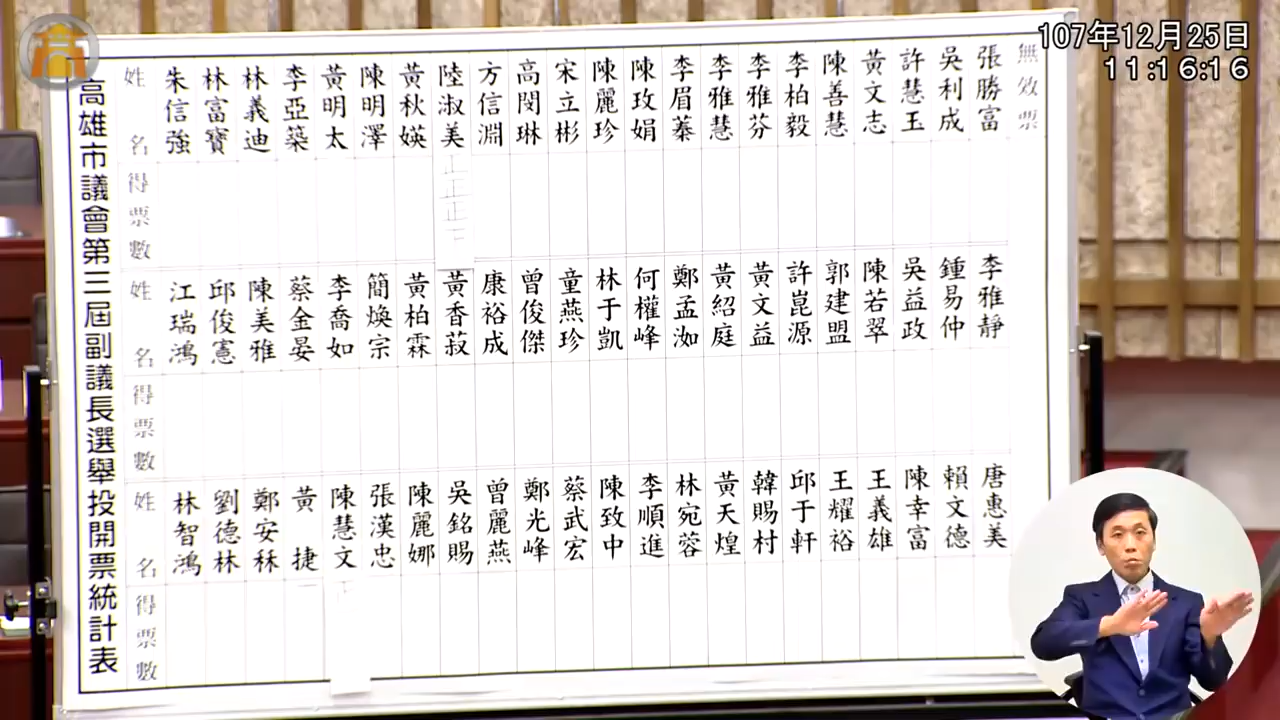 107年12月25日
11:16:16
高雄市議會第三屆副議長選舉投開票統計表
姓名
朱信強
林富寶
林義迪
李亞築
黃明太
陳明澤
黃秋媖
陸淑美
方信淵
高閔琳
宋立彬
陳麗珍
陳玫娟
李眉蓁
李雅慧
李雅芬
李柏毅
陳善慧
黃文志
許慧玉
吳利成
張勝富
無效票
得票數
正正正
姓名
江瑞鴻
邱俊憲
陳美雅
蔡金晏
李喬如
簡煥宗
黃柏霖
黃香菽
康裕成
曾俊傑
童燕珍
林于凱
何權峰
鄭孟洳
黃紹庭
黃文益
許崑源
郭建盟
陳若翠
吳益政
鍾易仲
李雅靜
得票數
姓名
林智鴻
劉德林
鄭安秝
黃捷
陳慧文
張漢忠
陳麗娜
吳銘賜
曾麗燕
鄭光峰
蔡武宏
陳致中
李順進
林宛蓉
黃天煌
韓賜村
邱于軒
王耀裕
王義雄
陳幸富
賴文德
唐惠美
得票數